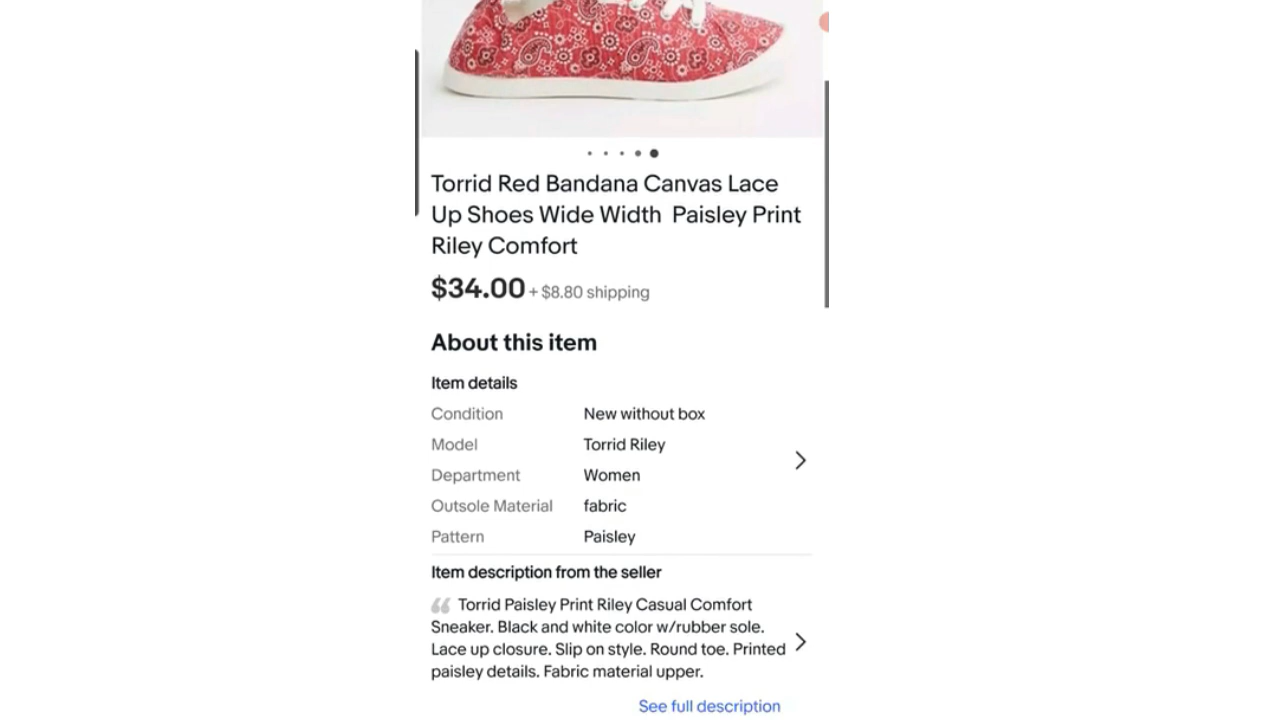 Torrid Red Bandana Canvas Lace
Up Shoes Wide Width Paisley Print
Riley Comfort
$34.00 + $8.80 shipping
About this item
Item details
Condition New without box
Model Torrid Riley
Department Women
Outsole Material fabric
Pattern Paisley
Item description from the seller
“ Torrid Paisley Print Riley Casual Comfort
Sneaker. Black and white color w/rubber sole.
Lace up closure. Slip on style. Round toe. Printed
paisley details. Fabric material upper.
See full description